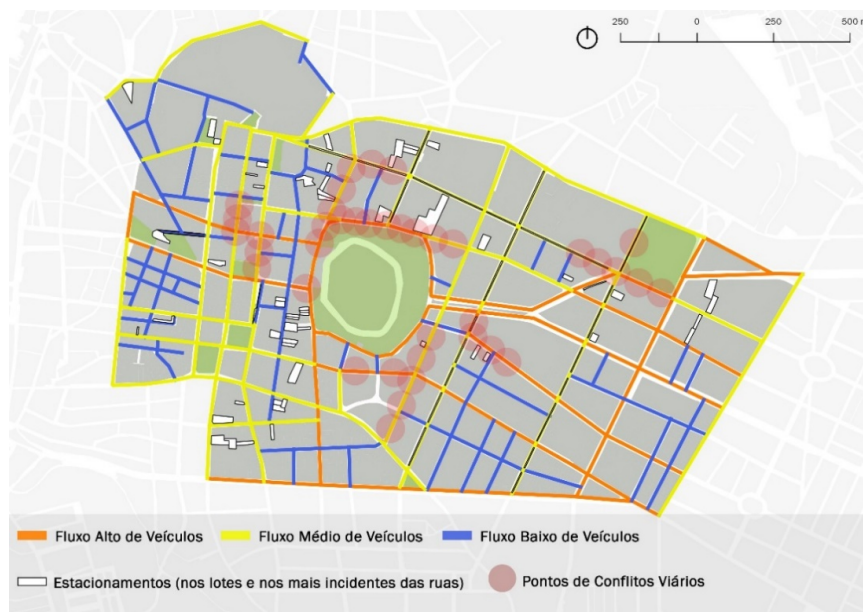 250 0 250 500 m
Fluxo Alto de Veículos Fluxo Médio de Veículos Fluxo Baixo de Veículos
Estacionamentos (nos lotes e nos mais incidentes das ruas) Pontos de Conflitos Viários